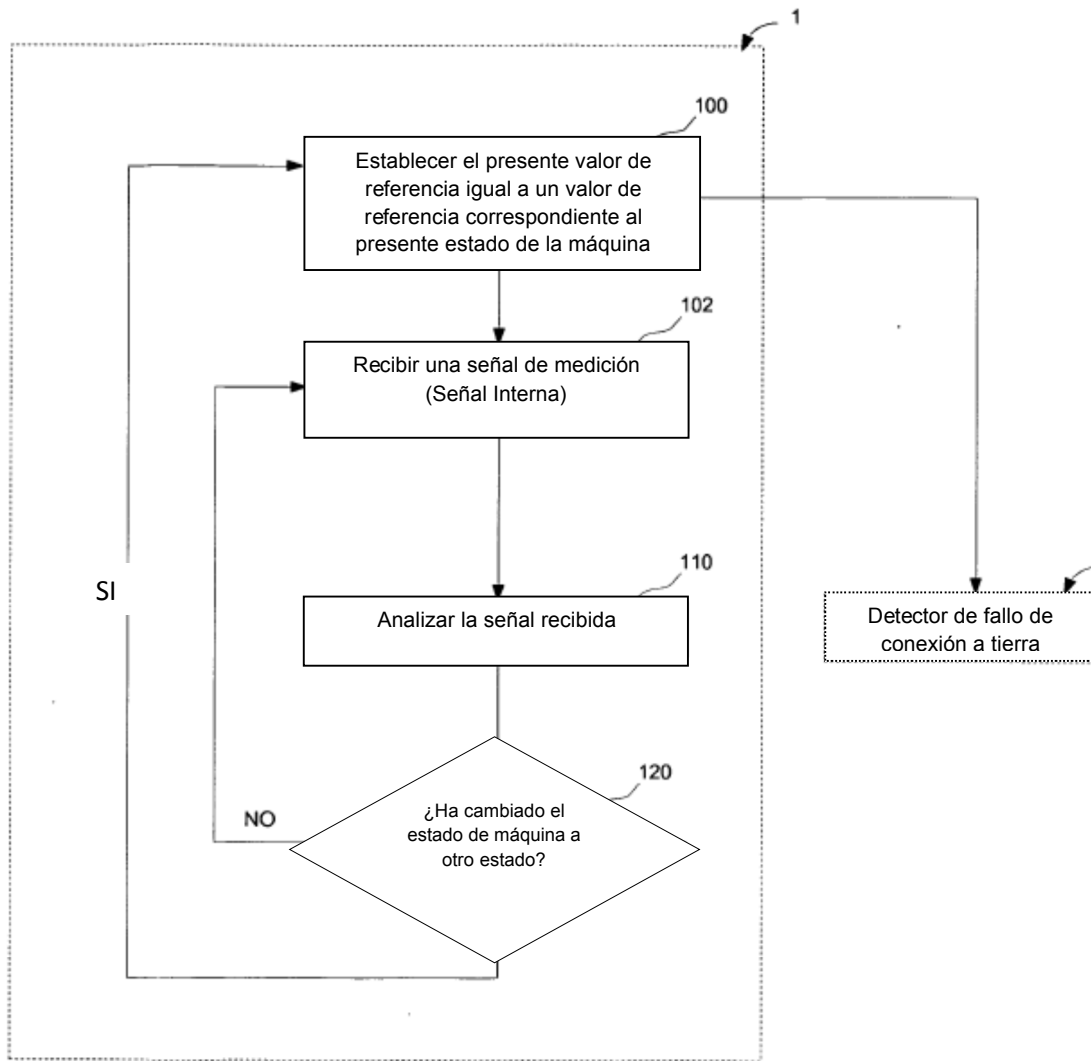 1
100
Establecer el presente valor de
referencia igual a un valor de
referencia correspondiente al
presente estado de la máquina
102
Recibir una señal de medición
(Señal Interna)
110
SI
Analizar la señal recibida
Detector de fallo de
conexión a tierra
120
¿Ha cambiado el
estado de máquina a
otro estado?
NO